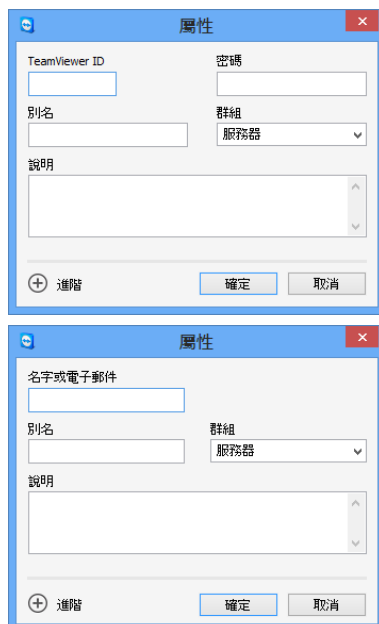 屬性
TeamViewer ID 密碼
別名 群組
服務器
說明
進階 確定 取消
屬性
名字或電子郵件
別名 群組
服務器
說明
進階 確定 取消